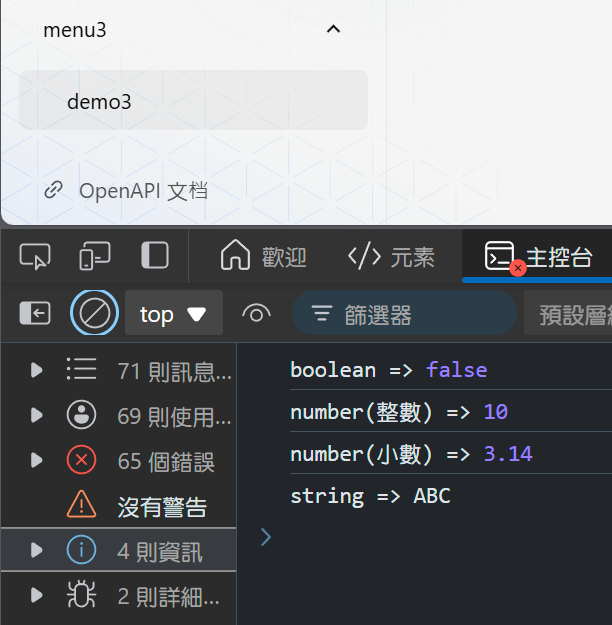 menu3
demo3
OpenAPI 文档
歡迎
元素
主控台
top
篩選器
預設層
71 則訊息...
69 則使用...
65 個錯誤
沒有警告
4 則資訊
2 則詳細...
boolean => false
number(整數) => 10
number(小數) => 3.14
string => ABC